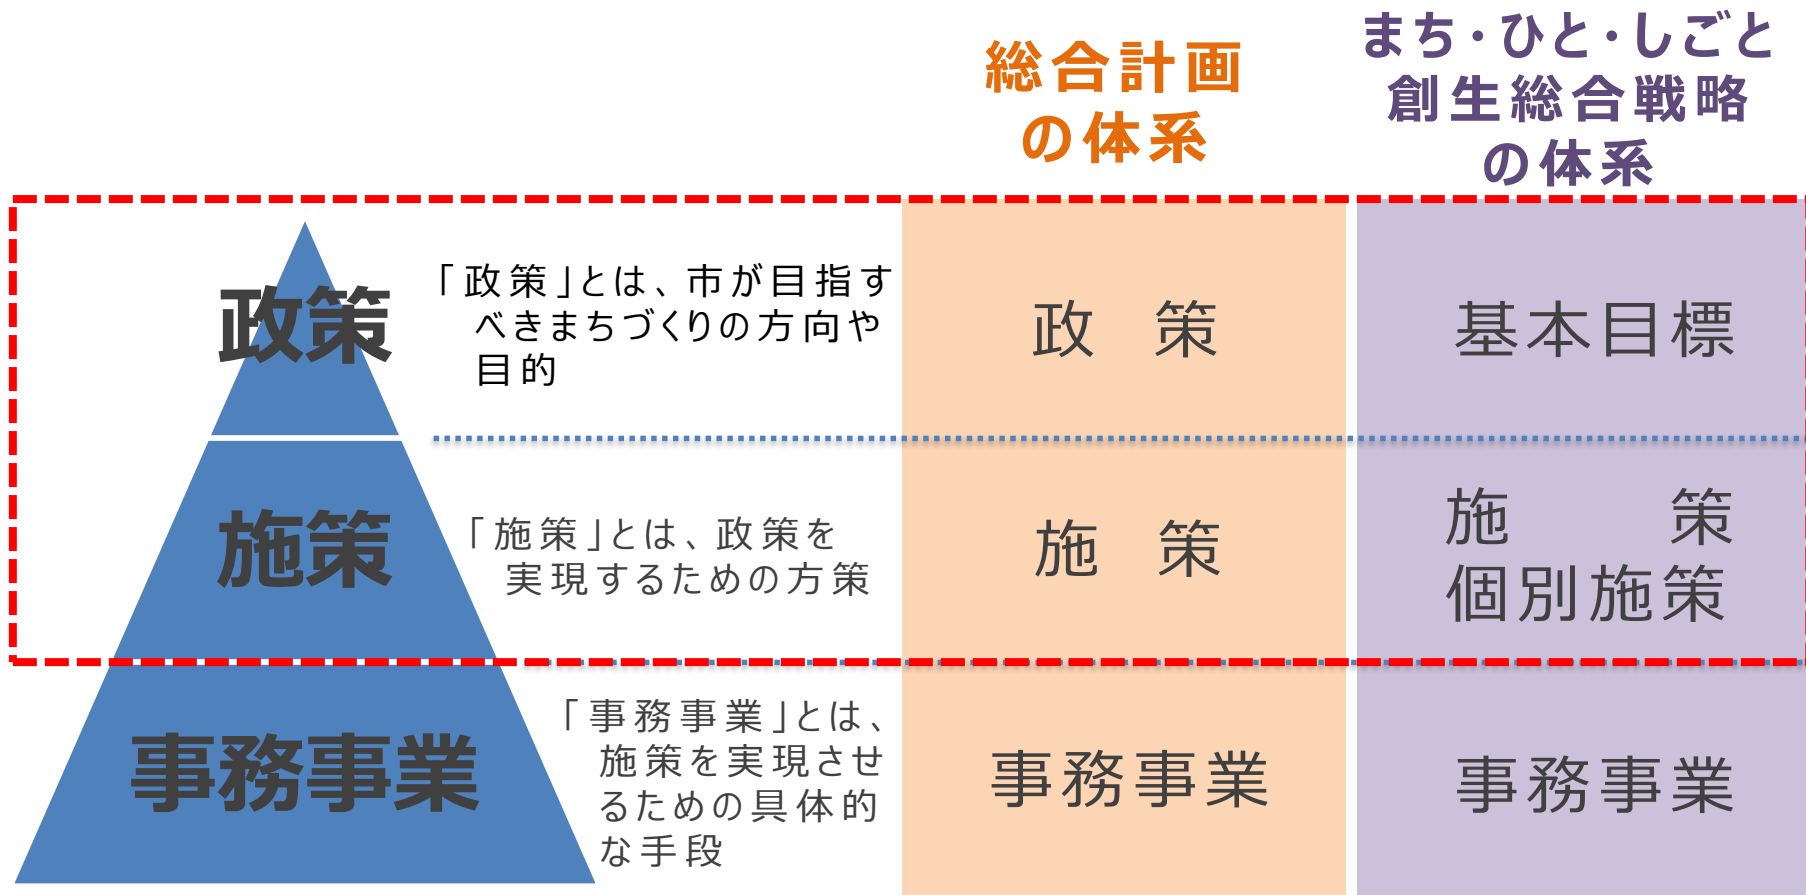 総合計画
の体系
まち・ひと・しごと
創生総合戦略
の体系
政策
「政策」とは、市が目指す
べきまちづくりの方向や
目的
政　策
基本目標
施策
「施策」とは、政策を
実現するための方策
施　策
施　　策
個別施策
事務事業
「事務事業」とは、
施策を実現させ
るための具体的
な手段
事務事業
事務事業